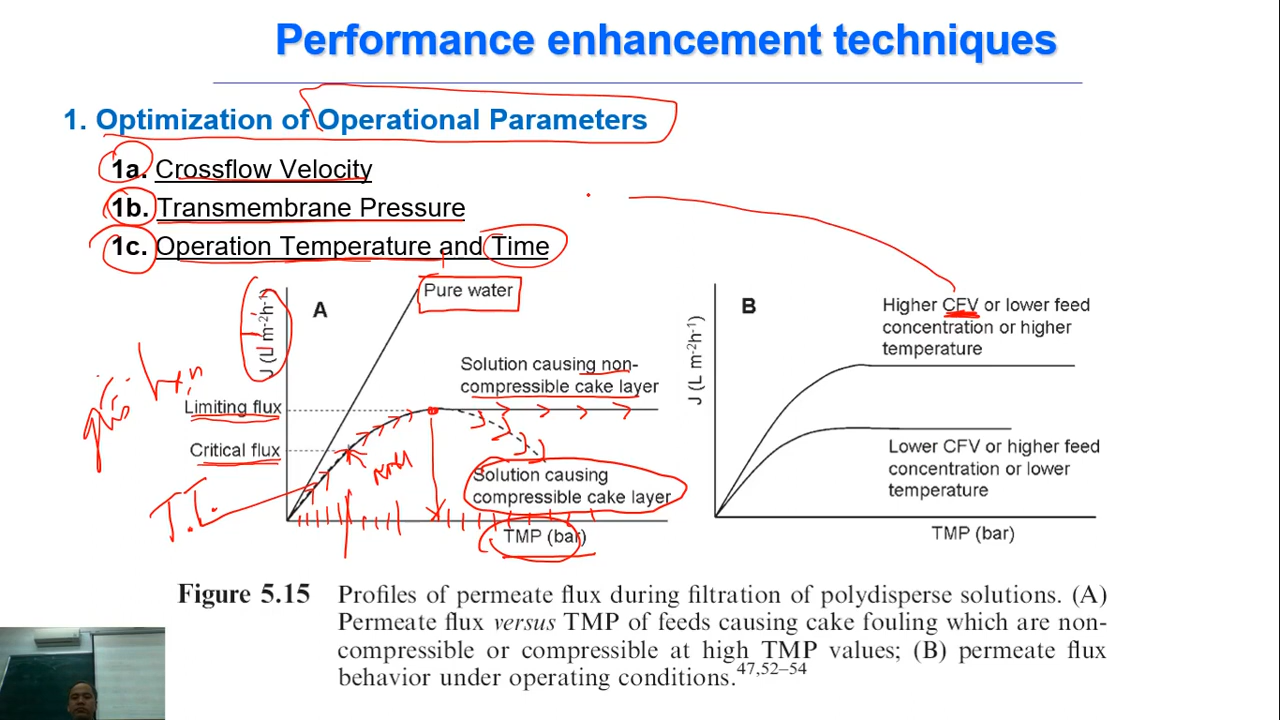 Performance enhancement techniques
1. Optimization of Operational Parameters
1a. Crossflow Velocity
1b. Transmembrane Pressure
1c. Operation Temperature and Time
A
Pure water
J (L m-2h-1)
Solution causing non-
compressible cake layer
Limiting flux
Critical flux
Solution causing
compressible cake layer
TMP (bar)
T.T.
B
J (L m-2h-1)
Higher CFV or lower feed
concentration or higher
temperature
Lower CFV or higher feed
concentration or lower
temperature
TMP (bar)
Figure 5.15 Profiles of permeate flux during filtration of polydisperse solutions. (A)
Permeate flux versus TMP of feeds causing cake fouling which are non-
compressible or compressible at high TMP values; (B) permeate flux
behavior under operating conditions.47,52–54